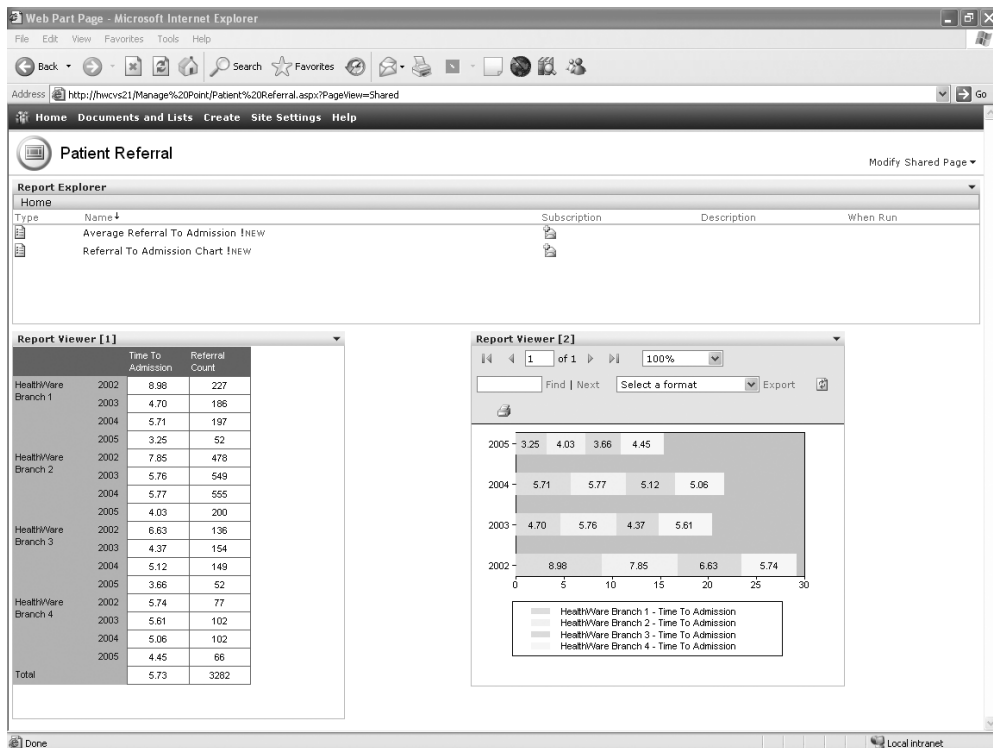 Web Part Page - Microsoft Internet Explorer
File Edit View Favorites Tools Help
Back Search Favorites
Address http://hwcvs21/Manage%20Point/Patient%20Referral.aspx?PageView=Shared Go
Home Documents and Lists Create Site Settings Help
Patient Referral
Modify Shared Page
Report Explorer
Home
Type Name Subscription Description When Run
Average Referral To Admission !NEW
Referral To Admission Chart !NEW
Report Viewer [1]
Time To Admission Referral Count
HealthWare Branch 1 2002 8.98 227
2003 4.70 186
2004 5.71 197
2005 3.25 52
HealthWare Branch 2 2002 7.85 478
2003 5.76 549
2004 5.77 555
2005 4.03 200
HealthWare Branch 3 2002 6.63 136
2003 4.37 154
2004 5.12 149
2005 3.66 52
HealthWare Branch 4 2002 5.74 77
2003 5.61 102
2004 5.06 102
2005 4.45 66
Total 5.73 3282
Report Viewer [2]
1 of 1 100%
Find | Next Select a format Export
2005 3.25 4.03 3.66 4.45
2004 5.71 5.77 5.12 5.06
2003 4.70 5.76 4.37 5.61
2002 8.98 7.85 6.63 5.74
0 5 10 15 20 25 30
HealthWare Branch 1 - Time To Admission
HealthWare Branch 2 - Time To Admission
HealthWare Branch 3 - Time To Admission
HealthWare Branch 4 - Time To Admission
Done Local intranet